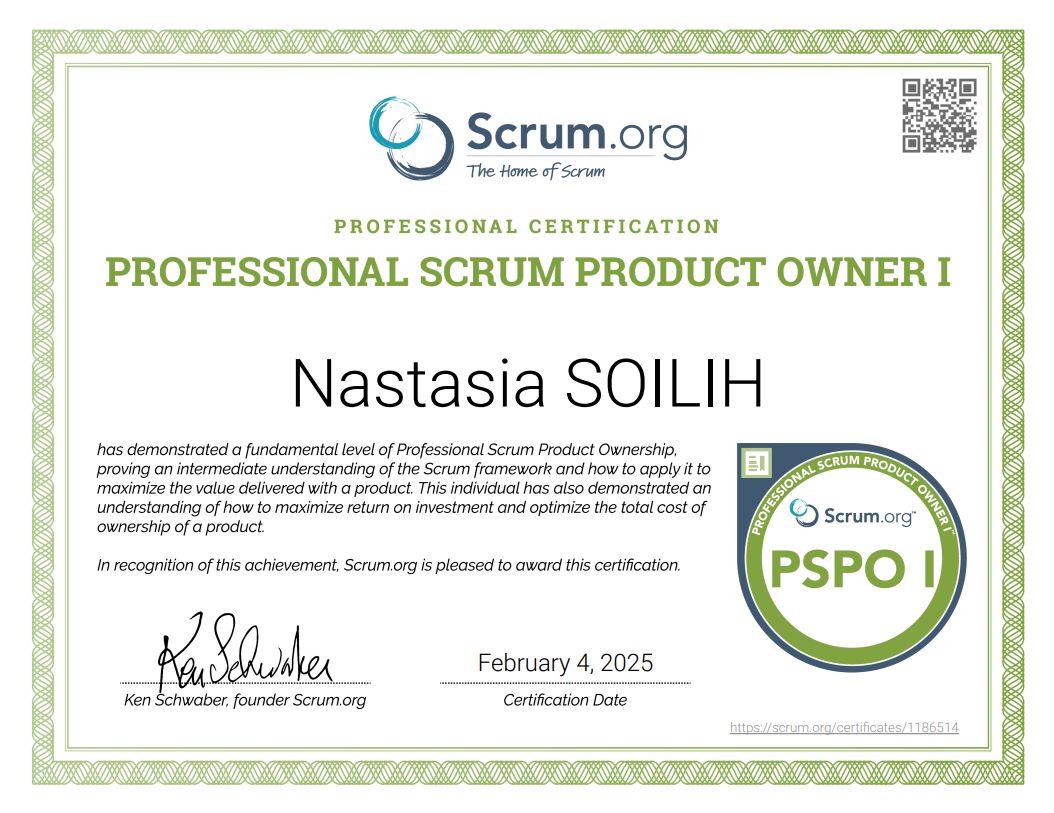 Scrum.org
The Home of Scrum
PROFESSIONAL CERTIFICATION
PROFESSIONAL SCRUM PRODUCT OWNER I
Nastasia SOILIH
has demonstrated a fundamental level of Professional Scrum Product Ownership,
proving an intermediate understanding of the Scrum framework and how to apply it to
maximize the value delivered with a product. This individual has also demonstrated an
understanding of how to maximize return on investment and optimize the total cost of
ownership of a product.
In recognition of this achievement, Scrum.org is pleased to award this certification.
PROFESSIONAL SCRUM PRODUCT OWNER I™
Scrum.org™
PSPO I
Ken Schwaber
February 4, 2025
Ken Schwaber, founder Scrum.org
Certification Date
https://scrum.org/certificates/1186514